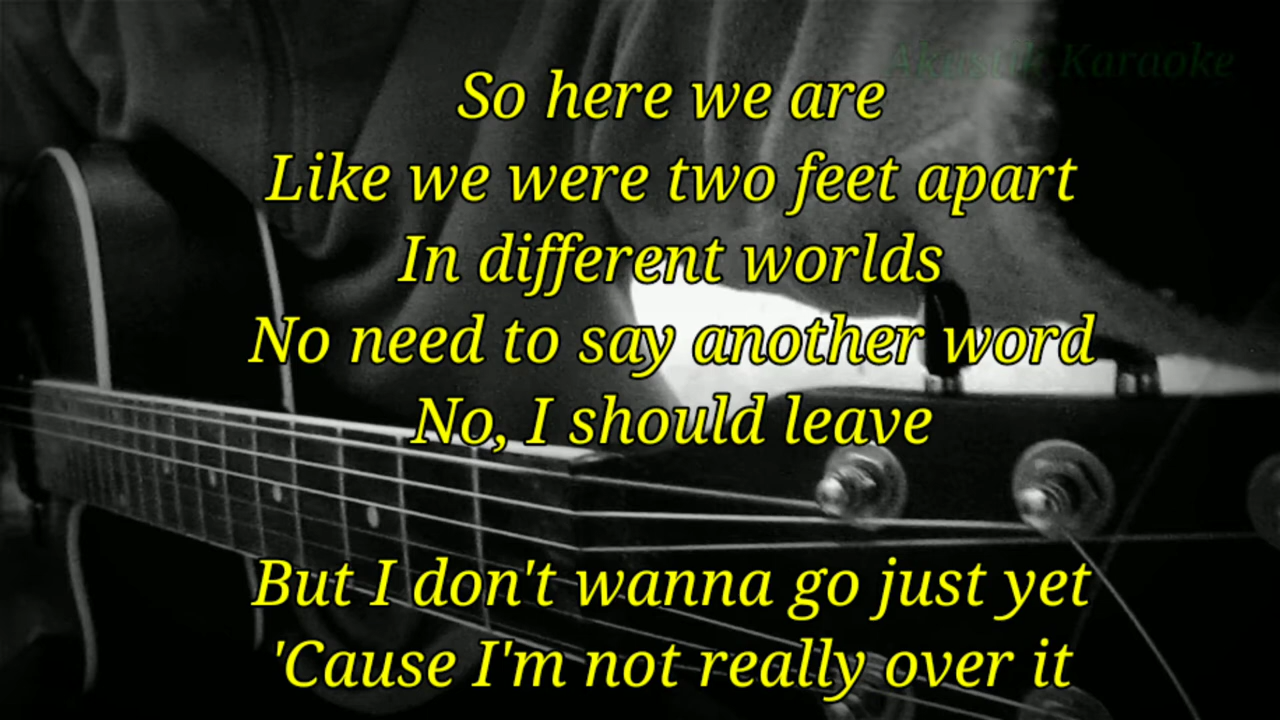 Akustik Karaoke
So here we are
Like we were two feet apart
In different worlds
No need to say another word
No, I should leave
But I don't wanna go just yet
'Cause I'm not really over it